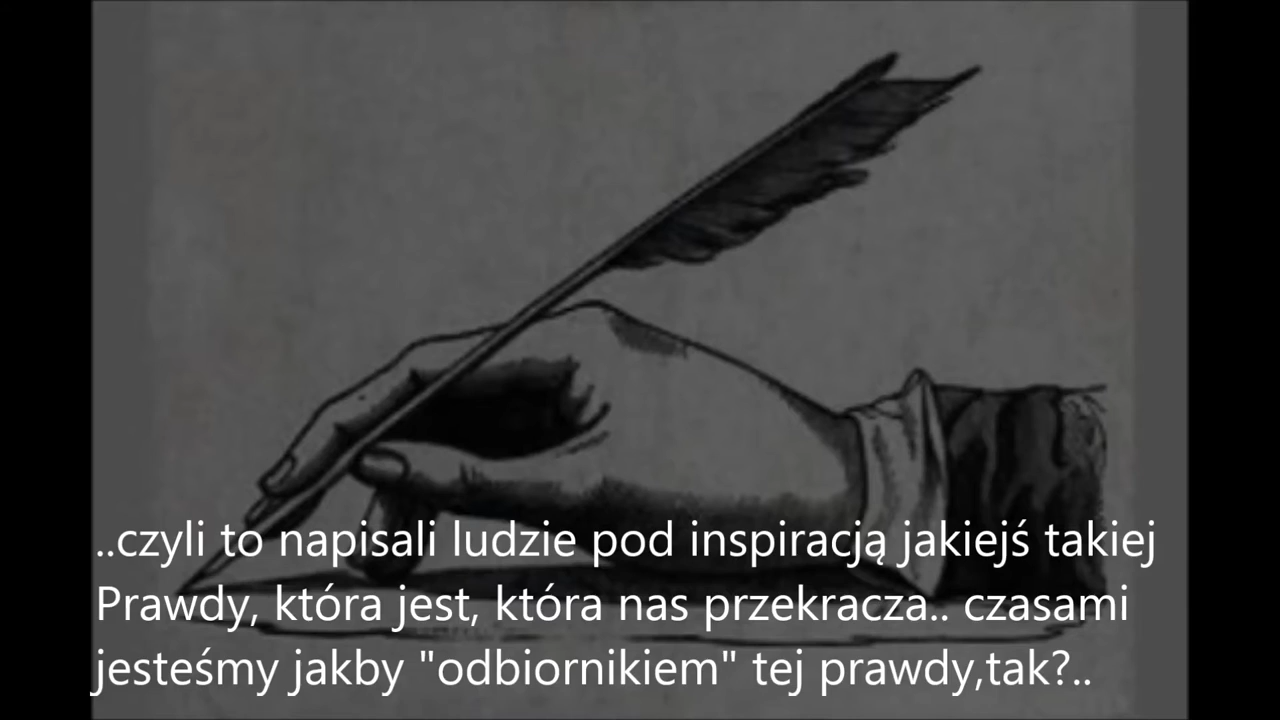 ..czyli to napisali ludzie pod inspiracją jakiejś takiej
Prawdy, która jest, która nas przekracza.. czasami
jesteśmy jakby "odbiornikiem" tej prawdy,tak?..